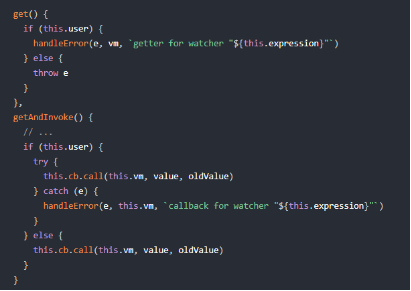 get() {
  if (this.user) {
    handleError(e, vm, `getter for watcher "${this.expression}"`)
  } else {
    throw e
  }
},
getAndInvoke() {
  // ...
  if (this.user) {
    try {
      this.cb.call(this.vm, value, oldValue)
    } catch (e) {
      handleError(e, this.vm, `callback for watcher "${this.expression}"`)
    }
  } else {
    this.cb.call(this.vm, value, oldValue)
  }
}